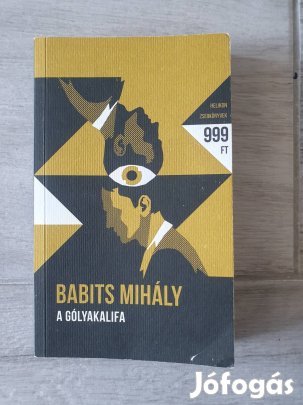 HELIKON
ZSEBKÖNYVEK
999
FT
BABITS MIHÁLY
A GÓLYAKALIFA
Jófogás